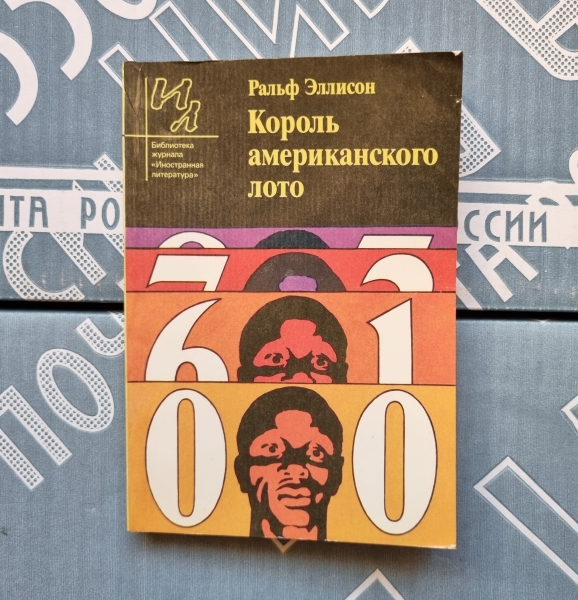 ИЛ
Библиотека
журнала
«Иностранная
литература»
Ральф Эллисон
Король
американского
лото
6 1
0 0